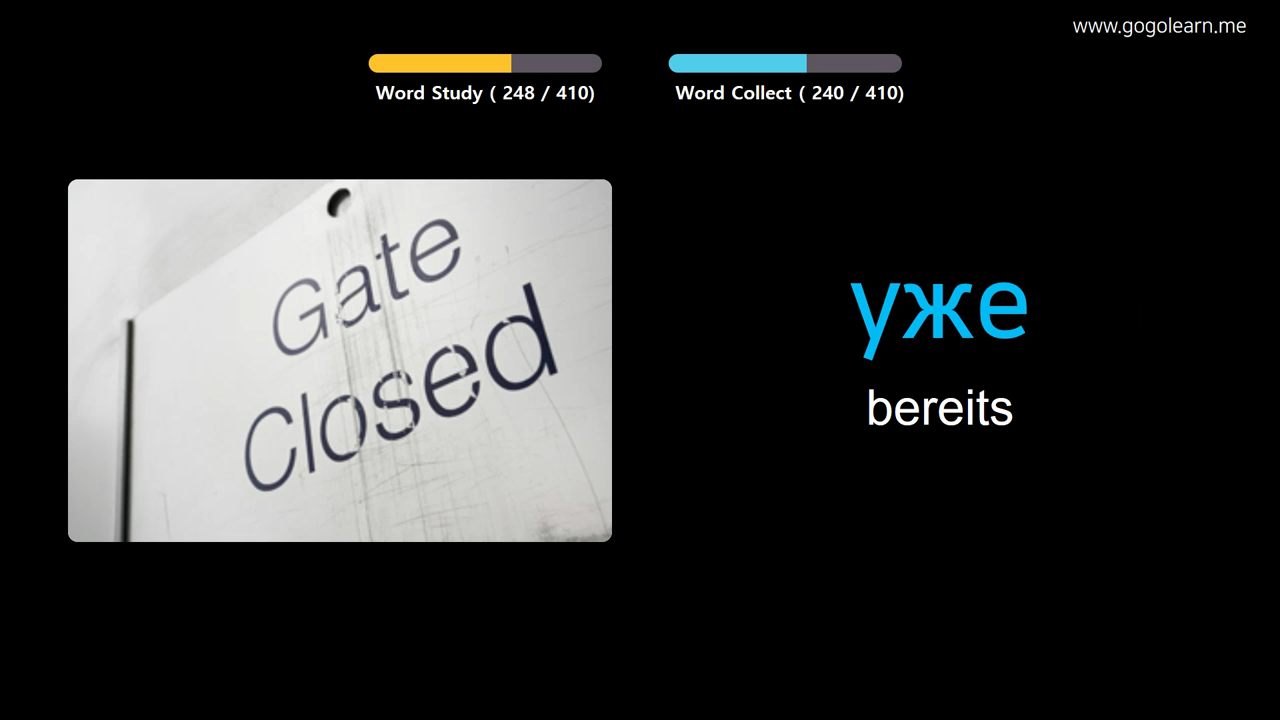 www.gogolearn.me
Word Study ( 248 / 410)
Word Collect ( 240 / 410)
Gate
Closed
уже
bereits